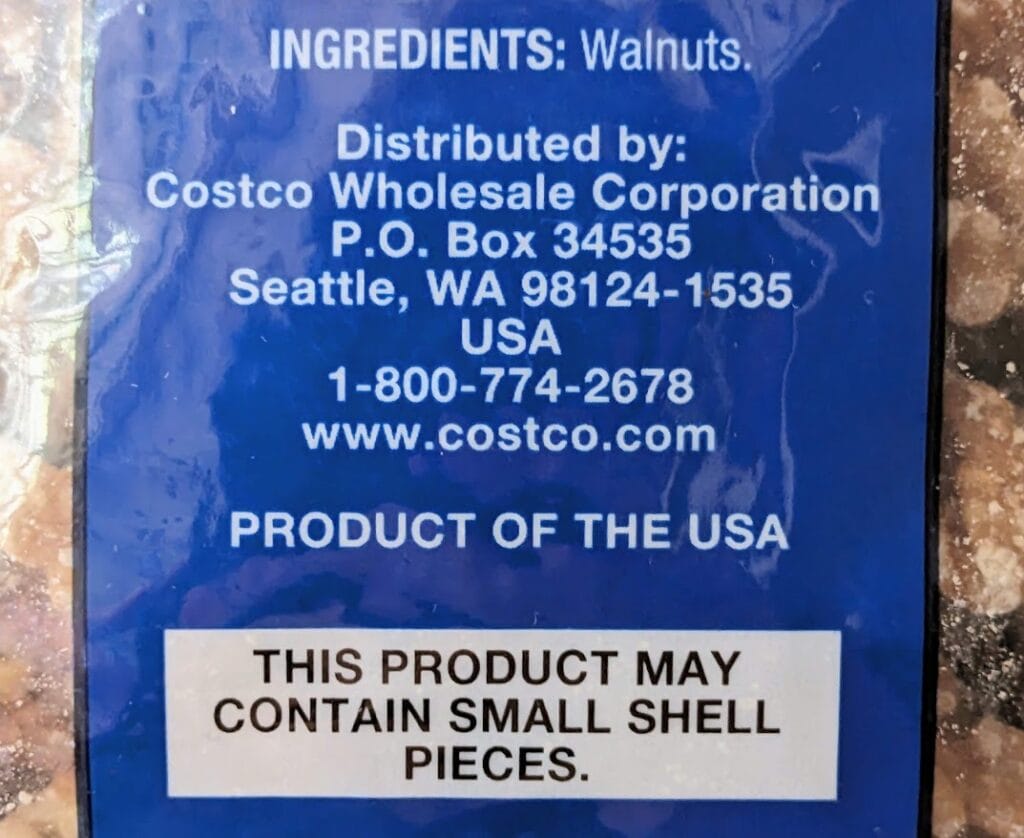 INGREDIENTS: Walnuts.
Distributed by:
Costco Wholesale Corporation
P.O. Box 34535
Seattle, WA 98124-1535
USA
1-800-774-2678
www.costco.com
PRODUCT OF THE USA
THIS PRODUCT MAY
CONTAIN SMALL SHELL
PIECES.